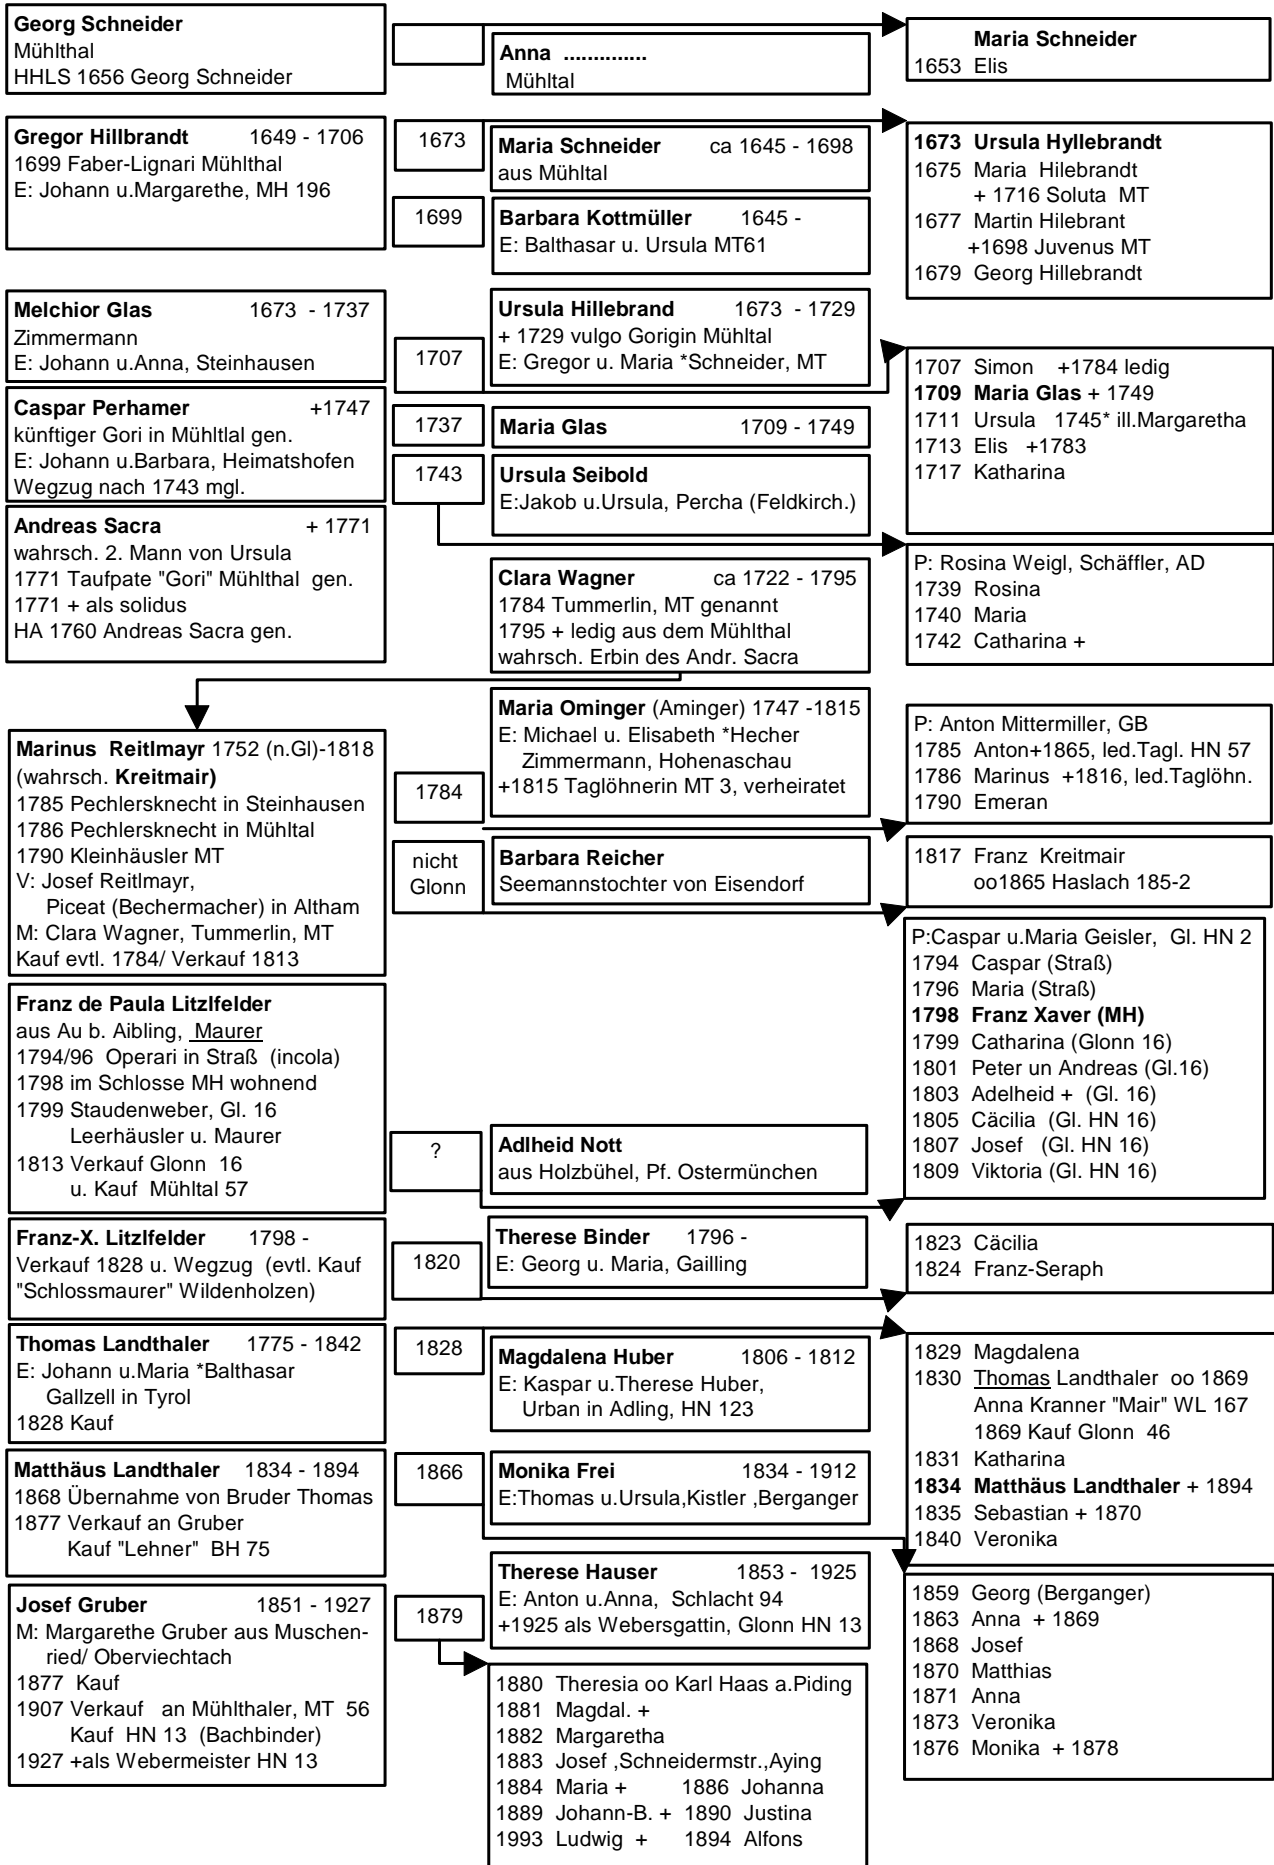 Georg Schneider
Mühlthal
HHLS 1656 Georg Schneider
Anna ..............
Mühltal
Maria Schneider
1653 Elis
Gregor Hillbrandt 1649 - 1706
1699 Faber-Lignari Mühlthal
E: Johann u.Margarethe, MH 196
1673
Maria Schneider ca 1645 - 1698
aus Mühltal
1699
Barbara Kottmüller 1645 -
E: Balthasar u. Ursula MT61
1673 Ursula Hyllebrandt
1675 Maria Hilebrandt
+ 1716 Soluta MT
1677 Martin Hilebrant
+1698 Juvenus MT
1679 Georg Hillebrandt
Melchior Glas 1673 - 1737
Zimmermann
E: Johann u.Anna, Steinhausen
1707
Ursula Hillebrand 1673 - 1729
+ 1729 vulgo Gorigin Mühltal
E: Gregor u. Maria *Schneider, MT
1707 Simon +1784 ledig
1709 Maria Glas + 1749
1711 Ursula 1745* ill.Margaretha
1713 Elis +1783
1717 Katharina
Caspar Perhamer +1747
künftiger Gori in Mühltlal gen.
E: Johann u.Barbara, Heimatshofen
Wegzug nach 1743 mgl.
1737
Maria Glas 1709 - 1749
1743
Ursula Seibold
E:Jakob u.Ursula, Percha (Feldkirch.)
Andreas Sacra + 1771
wahrsch. 2. Mann von Ursula
1771 Taufpate "Gori" Mühlthal gen.
1771 + als solidus
HA 1760 Andreas Sacra gen.
Clara Wagner ca 1722 - 1795
1784 Tummerlin, MT genannt
1795 + ledig aus dem Mühlthal
wahrsch. Erbin des Andr. Sacra
P: Rosina Weigl, Schäffler, AD
1739 Rosina
1740 Maria
1742 Catharina +
Marinus Reitlmayr 1752 (n.Gl)-1818
(wahrsch. Kreitmair)
1785 Pechlersknecht in Steinhausen
1786 Pechlersknecht in Mühltal
1790 Kleinhäusler MT
V: Josef Reitlmayr,
Piceat (Bechermacher) in Altham
M: Clara Wagner, Tummerlin, MT
Kauf evtl. 1784/ Verkauf 1813
1784
Maria Ominger (Aminger) 1747 -1815
E: Michael u. Elisabeth *Hecher
Zimmermann, Hohenaschau
+1815 Taglöhnerin MT 3, verheiratet
P: Anton Mittermiller, GB
1785 Anton+1865, led.Tagl. HN 57
1786 Marinus +1816, led.Taglöhn.
1790 Emeran
nicht
Glonn
Barbara Reicher
Seemannstochter von Eisendorf
1817 Franz Kreitmair
oo1865 Haslach 185-2
Franz de Paula Litzlfelder
aus Au b. Aibling, Maurer
1794/96 Operari in Straß (incola)
1798 im Schlosse MH wohnend
1799 Staudenweber, Gl. 16
Leerhäusler u. Maurer
1813 Verkauf Glonn 16
u. Kauf Mühltal 57
?
Adlheid Nott
aus Holzbühel, Pf. Ostermünchen
P:Caspar u.Maria Geisler, Gl. HN 2
1794 Caspar (Straß)
1796 Maria (Straß)
1798 Franz Xaver (MH)
1799 Catharina (Glonn 16)
1801 Peter un Andreas (Gl.16)
1803 Adelheid + (Gl. 16)
1805 Cäcilia (Gl. HN 16)
1807 Josef (Gl. HN 16)
1809 Viktoria (Gl. HN 16)
Franz-X. Litzlfelder 1798 -
Verkauf 1828 u. Wegzug (evtl. Kauf
"Schlossmaurer" Wildenholzen)
1820
Therese Binder 1796 -
E: Georg u. Maria, Gailling
1823 Cäcilia
1824 Franz-Seraph
Thomas Landthaler 1775 - 1842
E: Johann u.Maria *Balthasar
Gallzell in Tyrol
1828 Kauf
1828
Magdalena Huber 1806 - 1812
E: Kaspar u.Therese Huber,
Urban in Adling, HN 123
1829 Magdalena
1830 Thomas Landthaler oo 1869
Anna Kranner "Mair" WL 167
1869 Kauf Glonn 46
1831 Katharina
1834 Matthäus Landthaler + 1894
1835 Sebastian + 1870
1840 Veronika
Matthäus Landthaler 1834 - 1894
1868 Übernahme von Bruder Thomas
1877 Verkauf an Gruber
Kauf "Lehner" BH 75
1866
Monika Frei 1834 - 1912
E:Thomas u.Ursula,Kistler ,Berganger
1859 Georg (Berganger)
1863 Anna + 1869
1868 Josef
1870 Matthias
1871 Anna
1873 Veronika
1876 Monika + 1878
Josef Gruber 1851 - 1927
M: Margarethe Gruber aus Muschen-
ried/ Oberviechtach
1877 Kauf
1907 Verkauf an Mühlthaler, MT 56
Kauf HN 13 (Bachbinder)
1927 +als Webermeister HN 13
1879
Therese Hauser 1853 - 1925
E: Anton u.Anna, Schlacht 94
+1925 als Webersgattin, Glonn HN 13
1880 Theresia oo Karl Haas a.Piding
1881 Magdal. +
1882 Margaretha
1883 Josef ,Schneidermstr.,Aying
1884 Maria + 1886 Johanna
1889 Johann-B. + 1890 Justina
1993 Ludwig + 1894 Alfons